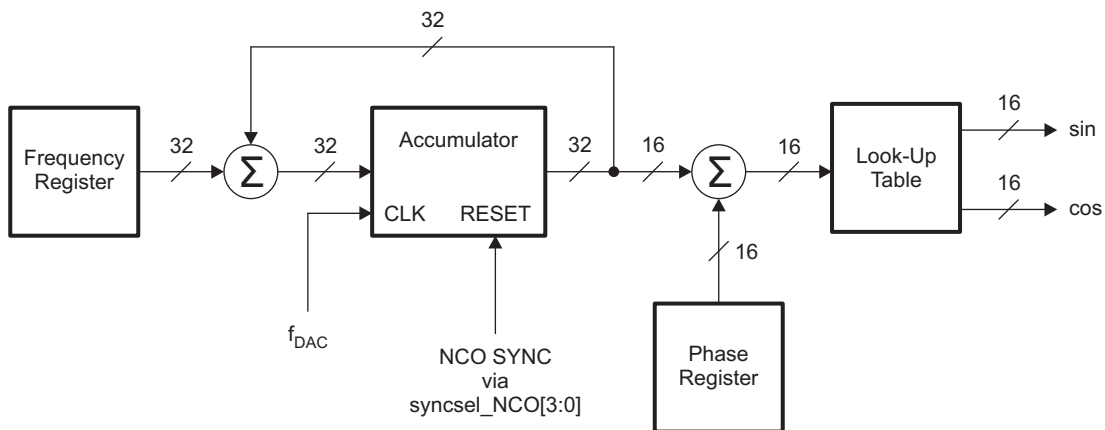 32
Frequency
Register
32
Σ
32
Accumulator
CLK
RESET
32
16
Σ
16
Look-Up
Table
16
sin
16
cos
16
fDAC
NCO SYNC
via
syncsel_NCO[3:0]
Phase
Register